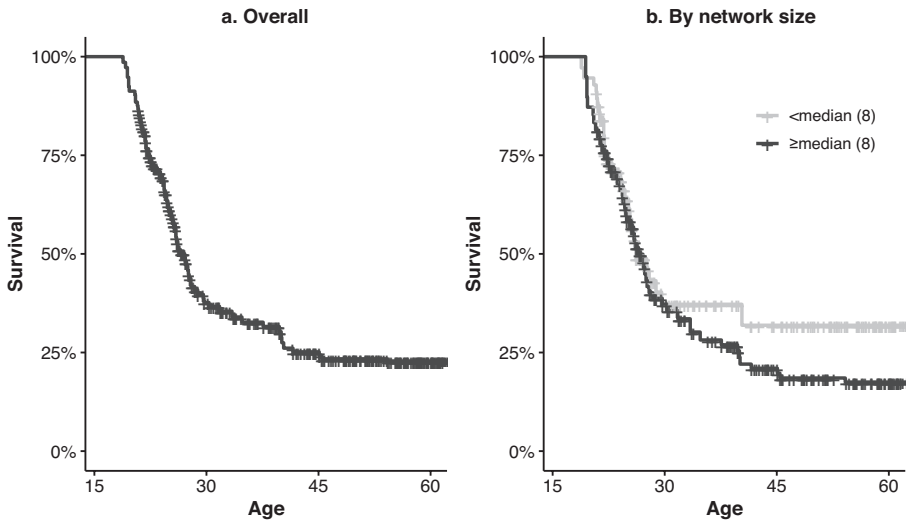 a. Overall
100%
75%
50%
25%
0%
Survival
15 30 45 60
Age
b. By network size
100%
75%
50%
25%
0%
Survival
<median (8)
≥median (8)
15 30 45 60
Age